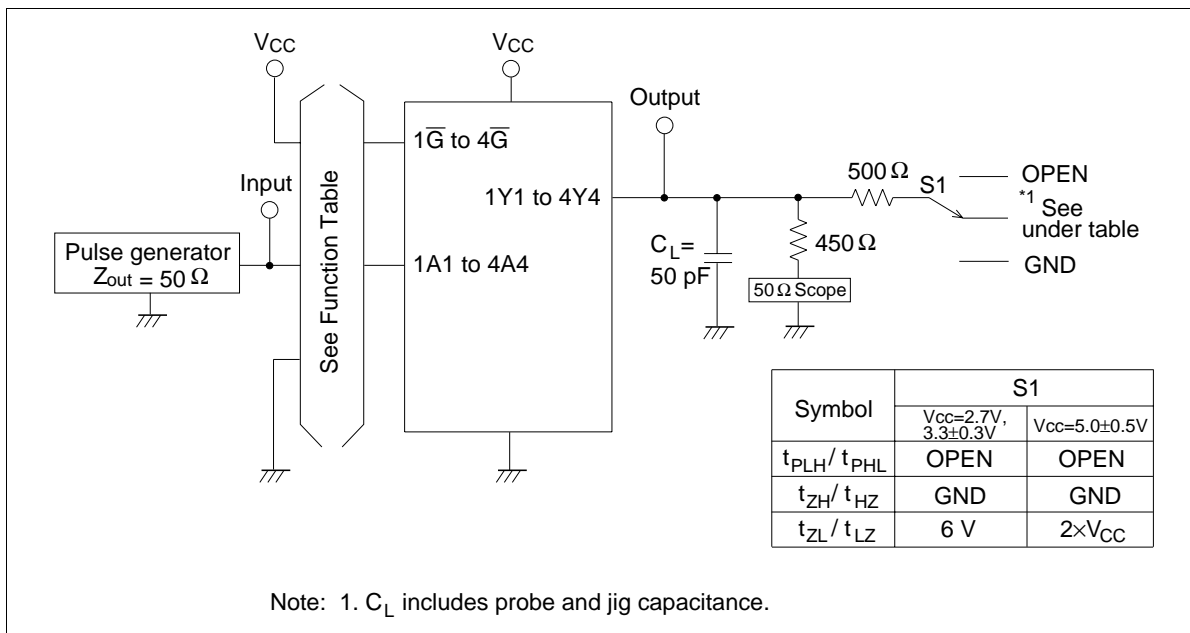 VCC
VCC
Output
Input
Pulse generator
Zout = 50 Ω
See Function Table
1G̅ to 4G̅
1Y1 to 4Y4
1A1 to 4A4
CL=
50 pF
450 Ω
50 Ω Scope
500 Ω
S1
OPEN
*1 See
under table
GND
Symbol S1
Vcc=2.7V, 3.3±0.3V Vcc=5.0±0.5V
tPLH / tPHL OPEN OPEN
tZH / tHZ GND GND
tZL / tLZ 6 V 2×VCC
Note: 1. CL includes probe and jig capacitance.